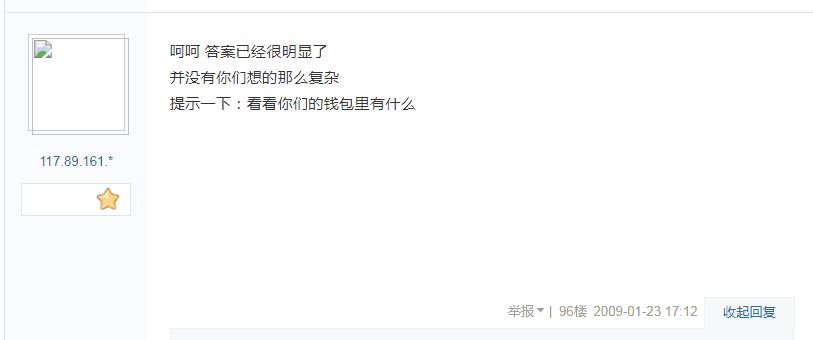 呵呵 答案已经很明显了
并没有你们想的那么复杂
提示一下：看看你们的钱包里有什么
117.89.161.*
举报 | 96楼 2009-01-23 17:12 收起回复